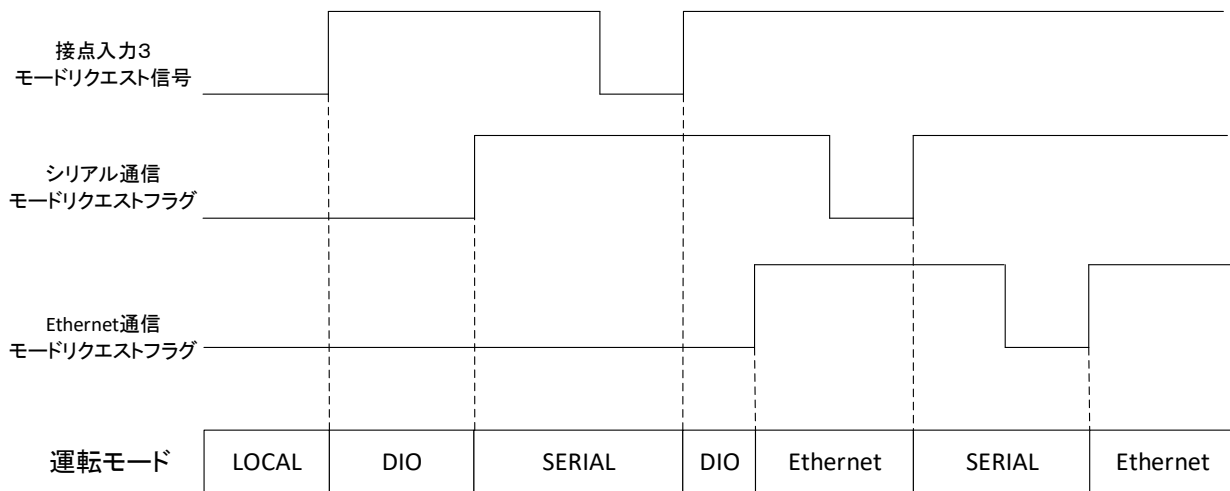 接点入力3
モードリクエスト信号
シリアル通信
モードリクエストフラグ
Ethernet通信
モードリクエストフラグ
運転モード LOCAL DIO SERIAL DIO Ethernet SERIAL Ethernet